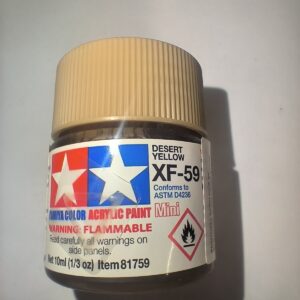 DESERT
YELLOW
XF-59
Conforms to
ASTM D4236
TAMIYA COLOR ACRYLIC PAINT Mini
WARNING: FLAMMABLE
Read carefully all warnings on
side panels.
Net 10ml (1/3 oz) Item 81759